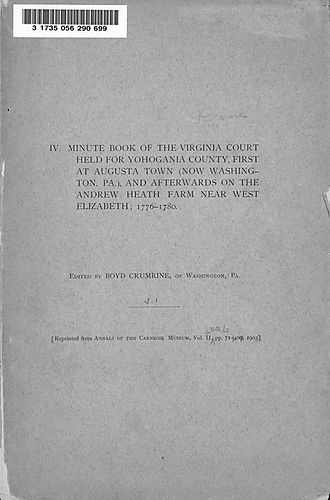 3 1735 056 290 699
IV. MINUTE BOOK OF THE VIRGINIA COURT
HELD FOR YOHOGANIA COUNTY, FIRST
AT AUGUSTA TOWN (NOW WASHING-
TON, PA.), AND AFTERWARDS ON THE
ANDREW HEATH FARM NEAR WEST
ELIZABETH; 1776-1780.
EDITED BY BOYD CRUMRINE, OF WASHINGTON, PA.
[Reprinted from ANNALS OF THE CARNEGIE MUSEUM, Vol. II, pp. 1903]